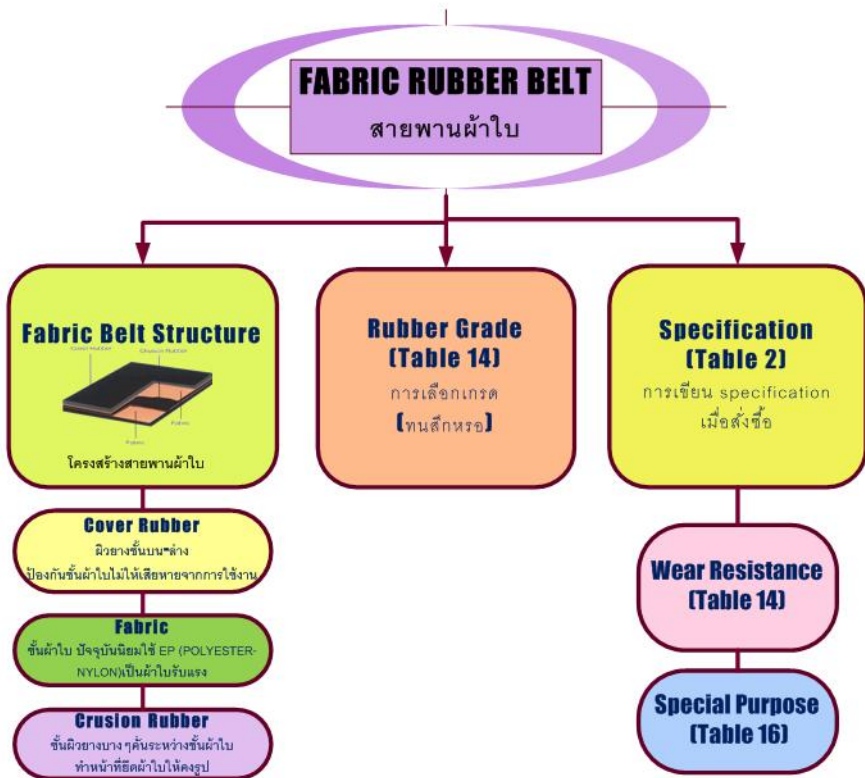 FABRIC RUBBER BELT
สายพานผ้าใบ
Fabric Belt Structure
Cover Rubber
Chusion Rubber
Fabric
Fabric
โครงสร้างสายพานผ้าใบ
Cover Rubber
ผิวยางชั้นบน-ล่าง
ป้องกันชั้นผ้าใบไม่ให้เสียหายจากการใช้งาน
Fabric
ชั้นผ้าใบ ปัจจุบันนิยมใช้ EP (POLYESTER-
NYLON)เป็นผ้าใบรับแรง
Crusion Rubber
ชั้นผิวยางบาง ๆคั่นระหว่างชั้นผ้าใบ
ทำหน้าที่ยึดผ้าใบให้คงรูป
Rubber Grade
(Table 14)
การเลือกเกรด
(ทนสึกหรอ)
Specification
(Table 2)
การเขียน specification
เมื่อสั่งซื้อ
Wear Resistance
(Table 14)
Special Purpose
(Table 16)